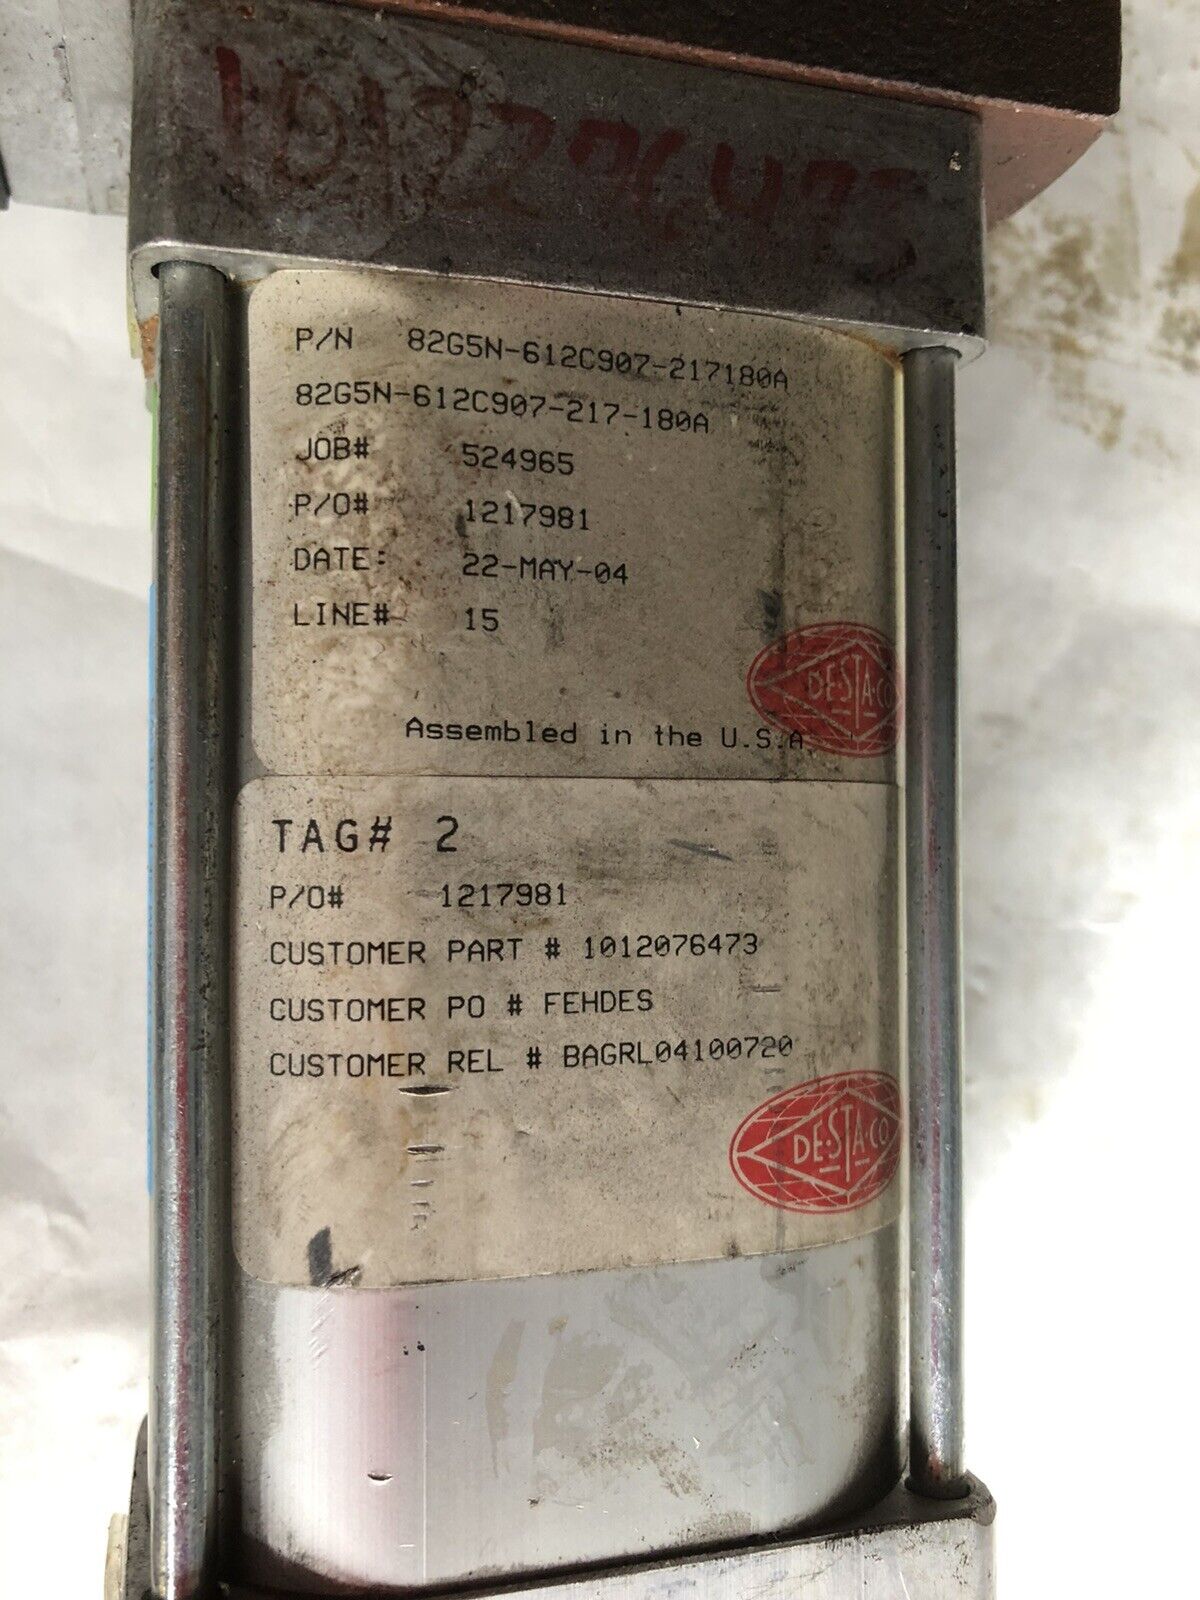 P/N 82G5N-612C907-217180A
82G5N-612C907-217-180A
JOB# 524965
P/O# 1217981
DATE: 22-MAY-04
LINE# 15
DE·STA·CO
Assembled in the U.S.A
TAG# 2
P/O# 1217981
CUSTOMER PART # 1012076473
CUSTOMER PO # FEHDES
CUSTOMER REL # BAGRL04100720
DE·STA·CO